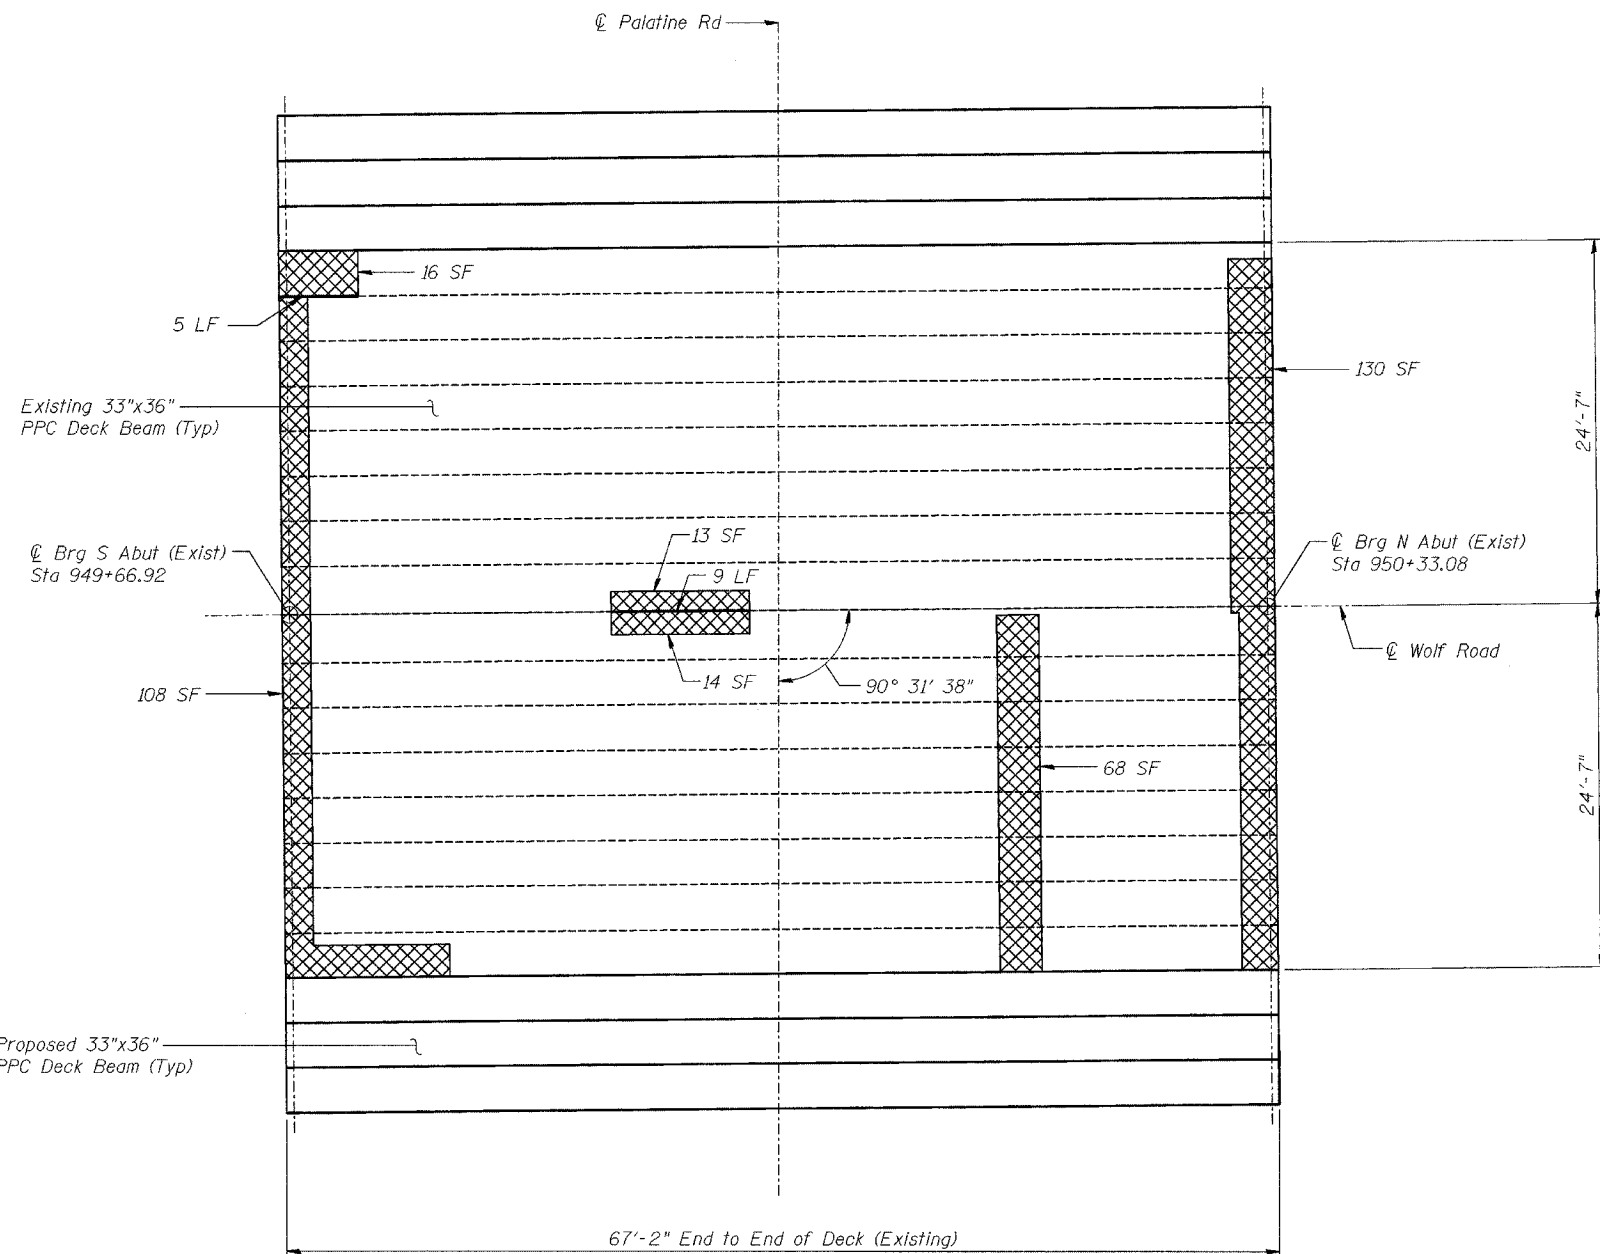 ℄ Palatine Rd
16 SF
5 LF
130 SF
24'-7"
Existing 33"x36"
PPC Deck Beam (Typ)
13 SF
9 LF
℄ Brg S Abut (Exist)
Sta 949+66.92
℄ Brg N Abut (Exist)
Sta 950+33.08
℄ Wolf Road
14 SF
90° 31' 38"
108 SF
68 SF
24'-7"
Proposed 33"x36"
PPC Deck Beam (Typ)
67'-2" End to End of Deck (Existing)